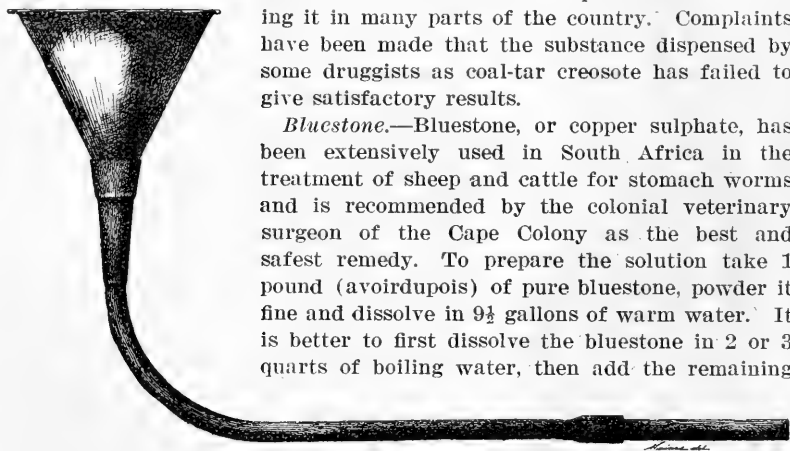 ing it in many parts of the country. Complaints
have been made that the substance dispensed by
some druggists as coal-tar creosote has failed to
give satisfactory results.
Bluestone.—Bluestone, or copper sulphate, has
been extensively used in South Africa in the
treatment of sheep and cattle for stomach worms
and is recommended by the colonial veterinary
surgeon of the Cape Colony as the best and
safest remedy. To prepare the solution take 1
pound (avoirdupois) of pure bluestone, powder it
fine and dissolve in 9½ gallons of warm water. It
is better to first dissolve the bluestone in 2 or 3
quarts of boiling water, then add the remaining
del.